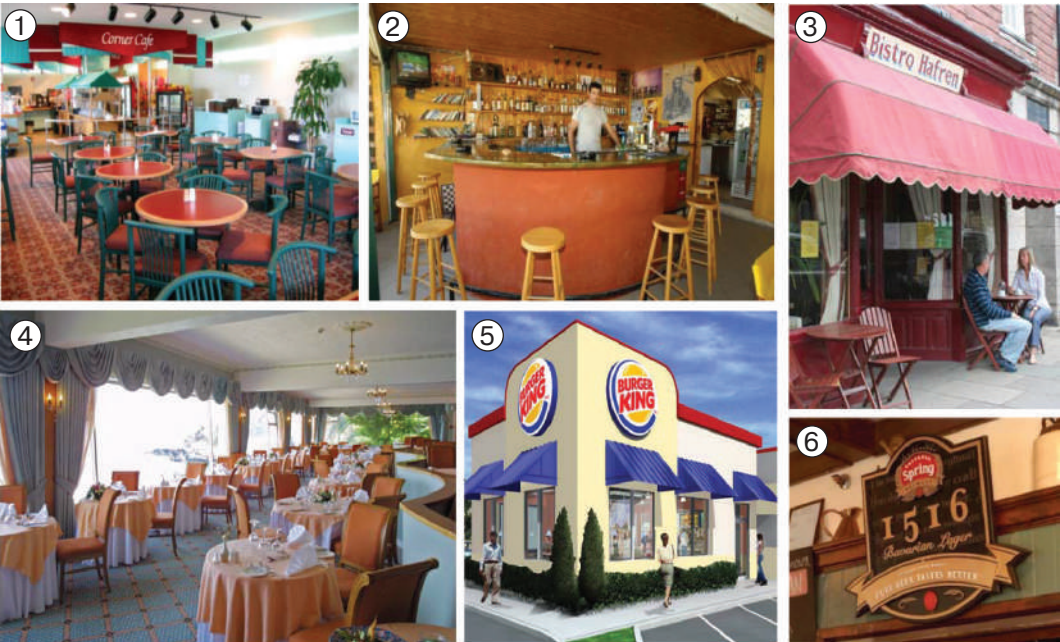 1
Corner Cafe
2
3
Bistro Hafren
4
5
BURGER
KING
BURGER
KING
6
Spring
1516
Bavarian Lager